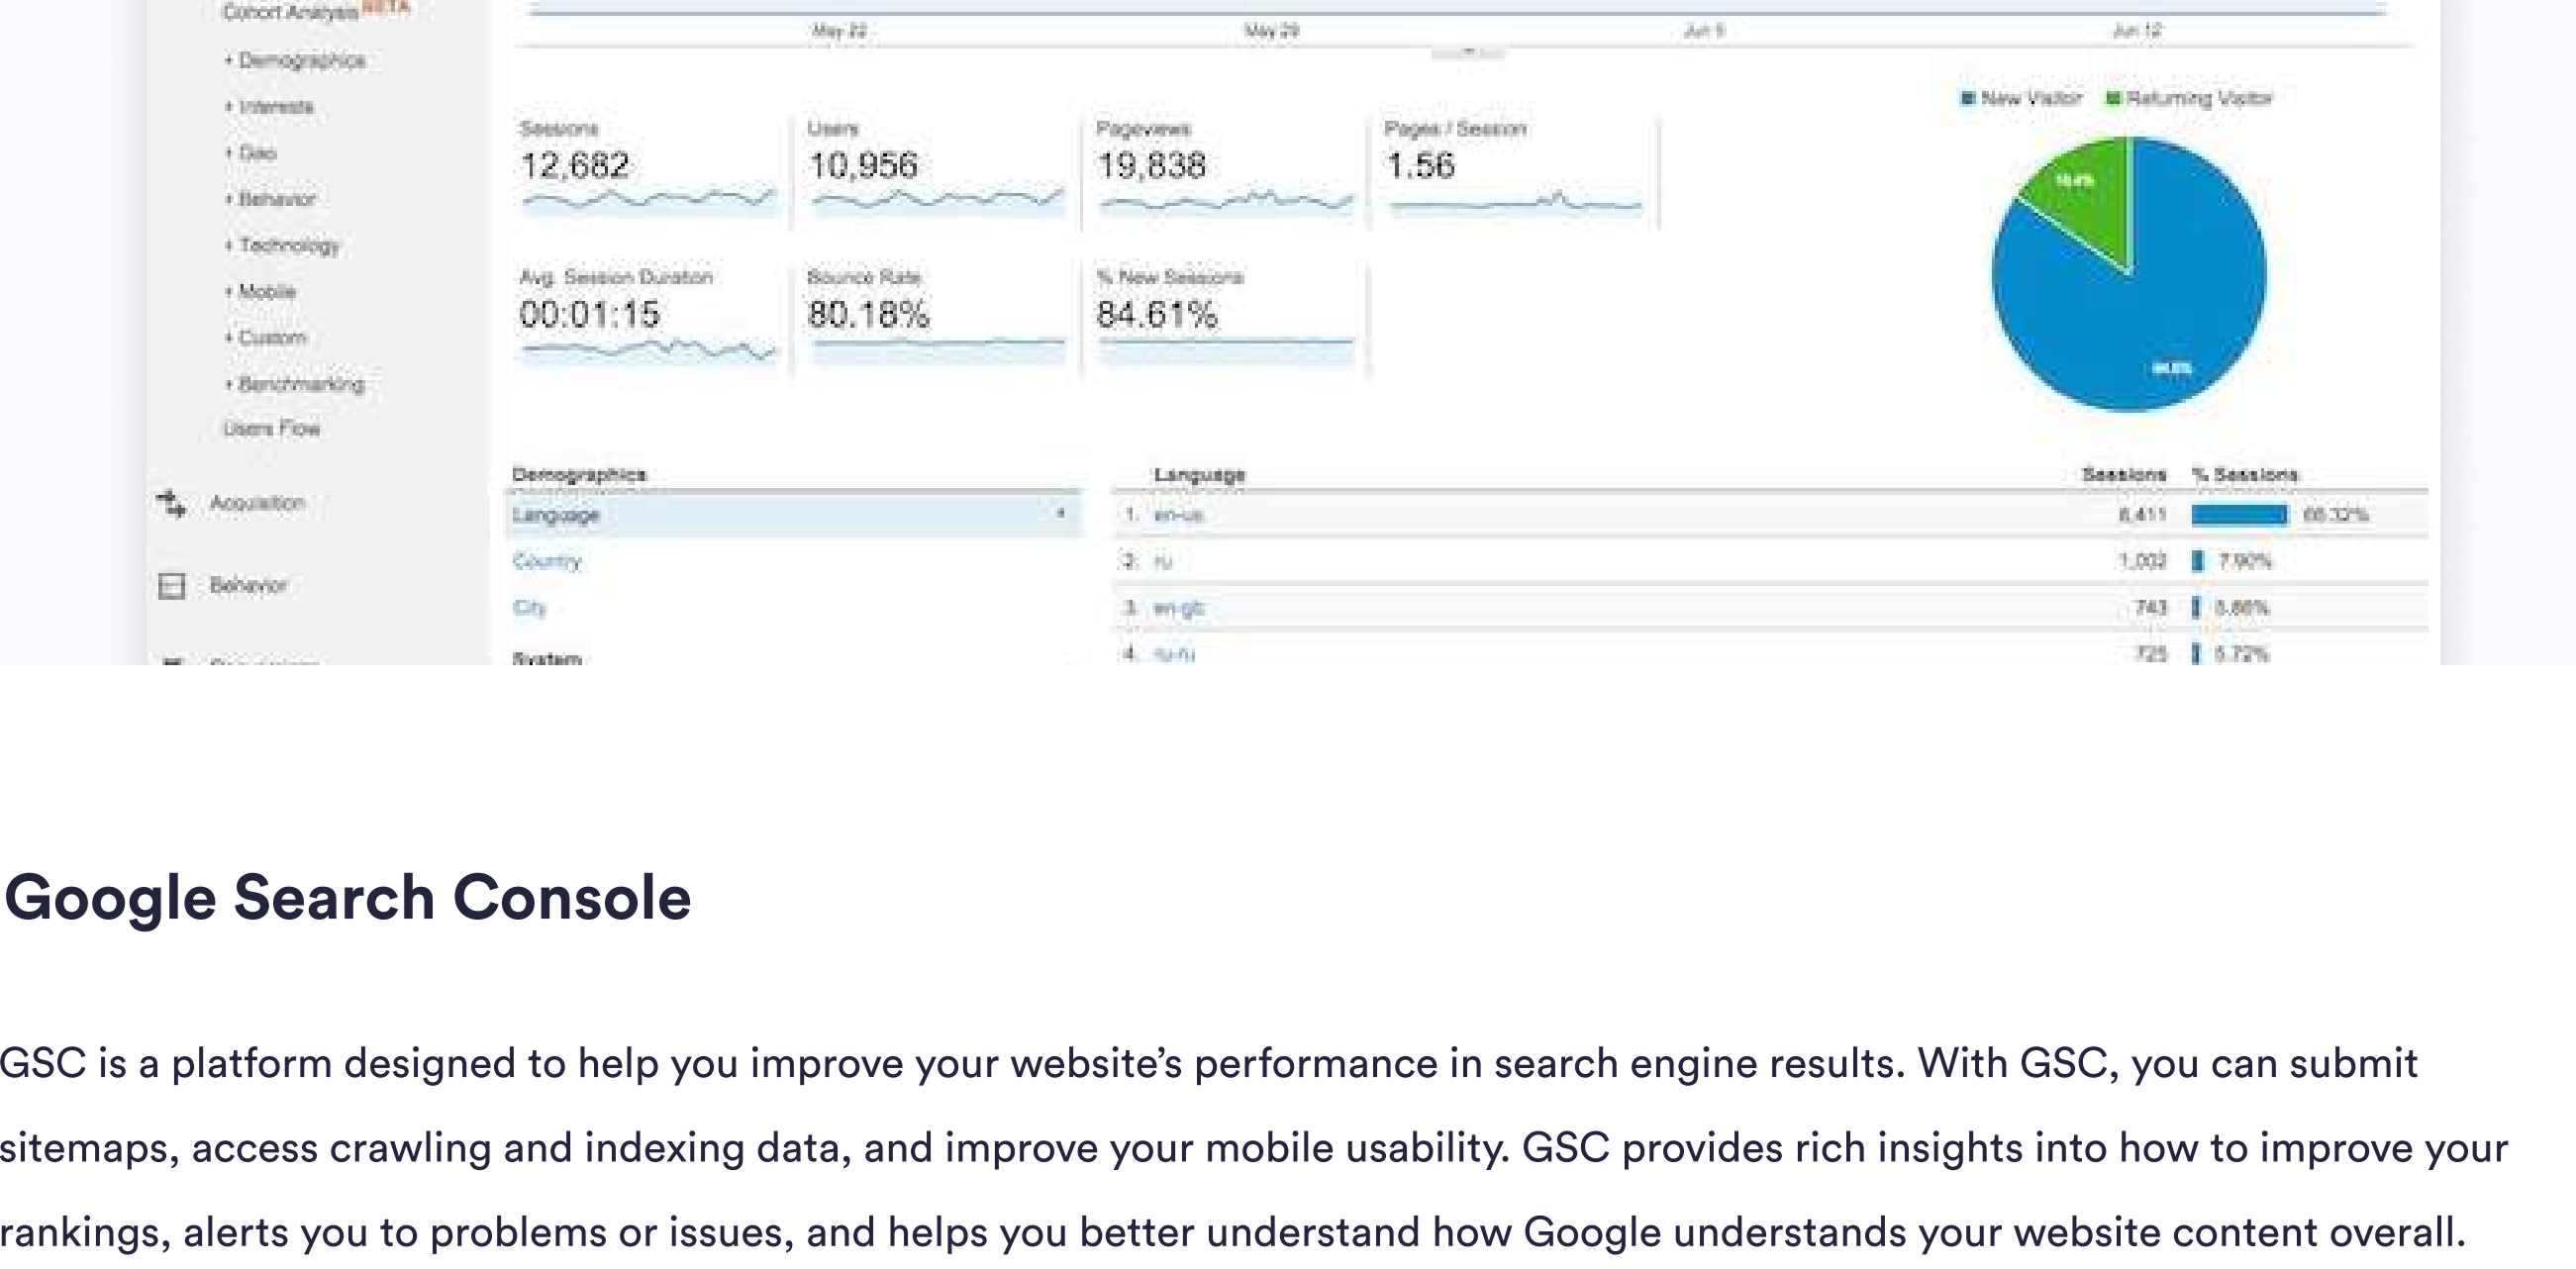 Cohort Analysis BETA
May 22 May 29 Jun 5 Jun 12
Demographics
Interests
Behavior
Technology
Mobile
Custom
Benchmarking
Users Flow
Acquisition
Behavior
New Visitor Returning Visitor
Sessions Users Pageviews Pages / Session
12,682 10,956 19,838 1.56
Avg. Session Duration Bounce Rate % New Sessions
00:01:15 80.18% 84.61%
Demographics
Language
Country
City
System
Language Sessions % Sessions
1. en-us 8,411 66.32%
2. ru 1,002 7.90%
3. en-gb 743 5.86%
4. ru-ru 725 5.72%
Google Search Console
GSC is a platform designed to help you improve your website’s performance in search engine results. With GSC, you can submit
sitemaps, access crawling and indexing data, and improve your mobile usability. GSC provides rich insights into how to improve your
rankings, alerts you to problems or issues, and helps you better understand how Google understands your website content overall.